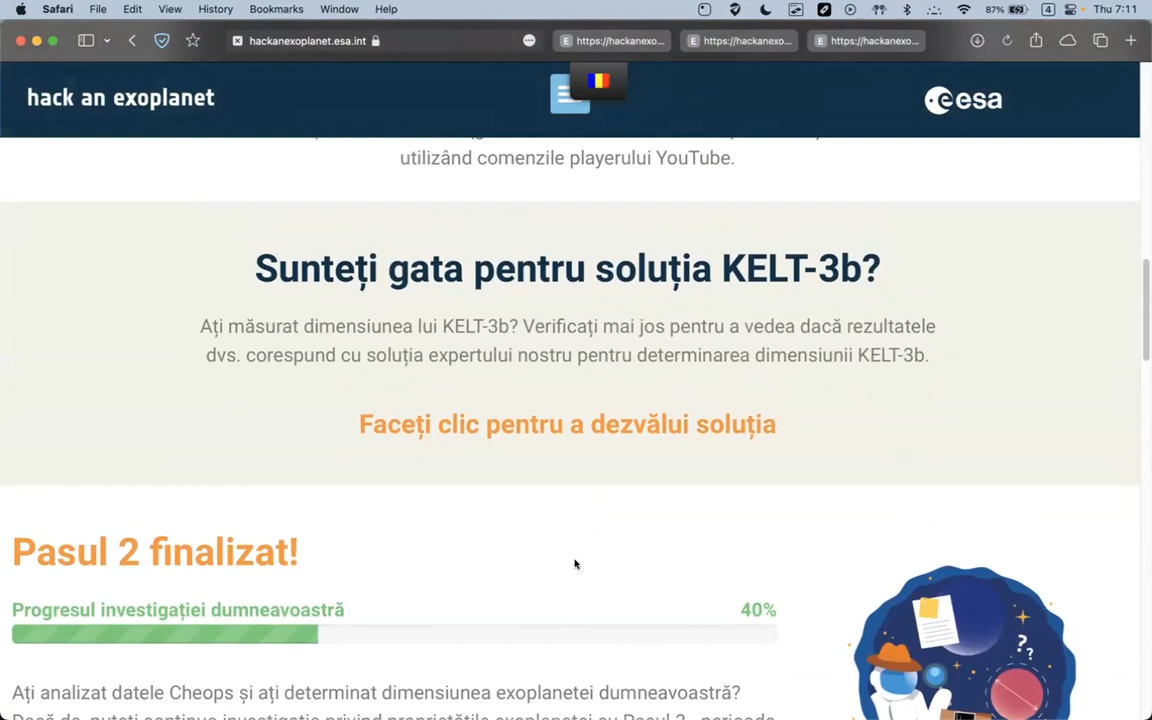 Safari File Edit View History Bookmarks Window Help 87% 4 Thu 7:11
hackanexoplanet.esa.int E https://hackanexo... E https://hackanexo... E https://hackanexo...
hack an exoplanet esa
utilizând comenzile playerului YouTube.
Sunteți gata pentru soluția KELT-3b?
Ați măsurat dimensiunea lui KELT-3b? Verificați mai jos pentru a vedea dacă rezultatele
dvs. corespund cu soluția expertului nostru pentru determinarea dimensiunii KELT-3b.
Faceți clic pentru a dezvălui soluția
Pasul 2 finalizat!
Progresul investigației dumneavoastră 40%
? ?
Ați analizat datele Cheops și ați determinat dimensiunea exoplanetei dumneavoastră?